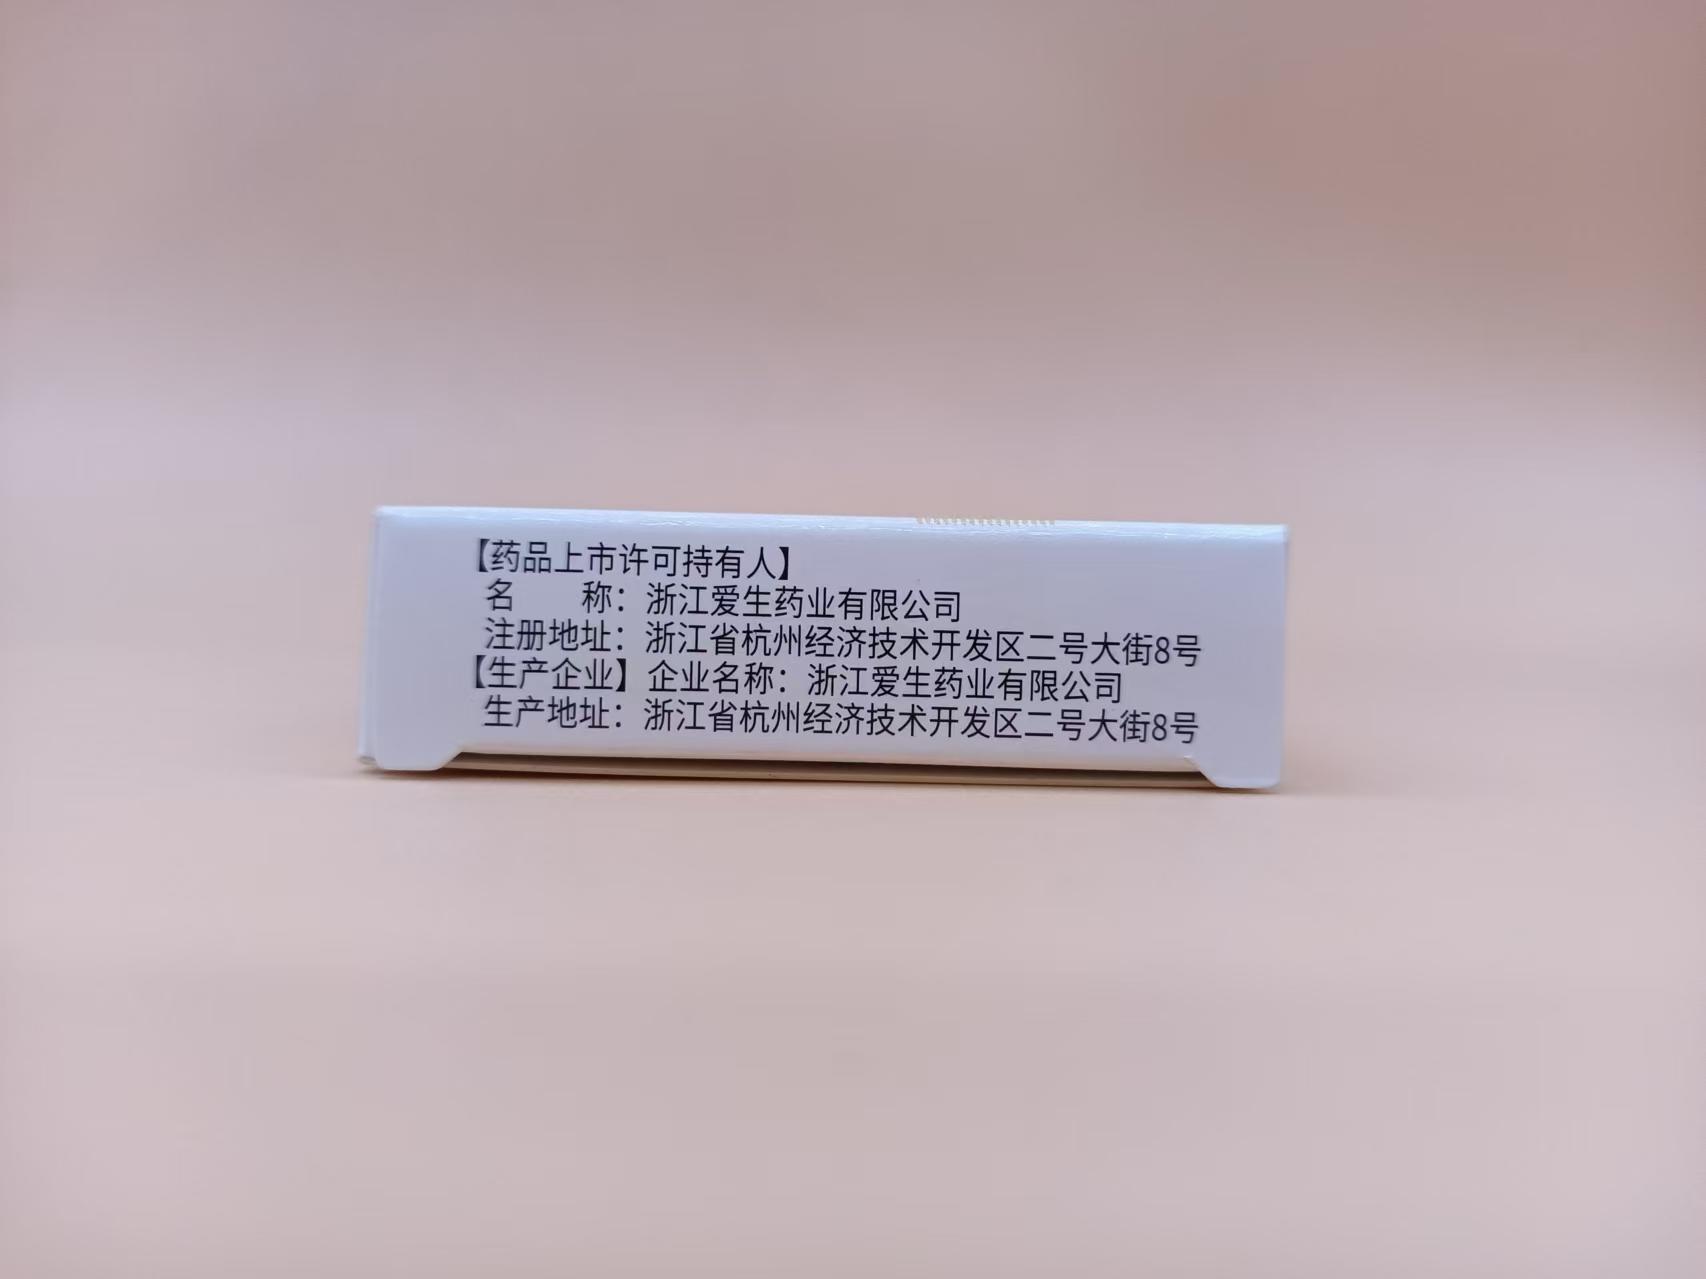 【药品上市许可持有人】
名　　称：浙江爱生药业有限公司
注册地址：浙江省杭州经济技术开发区二号大街8号
【生产企业】企业名称：浙江爱生药业有限公司
生产地址：浙江省杭州经济技术开发区二号大街8号